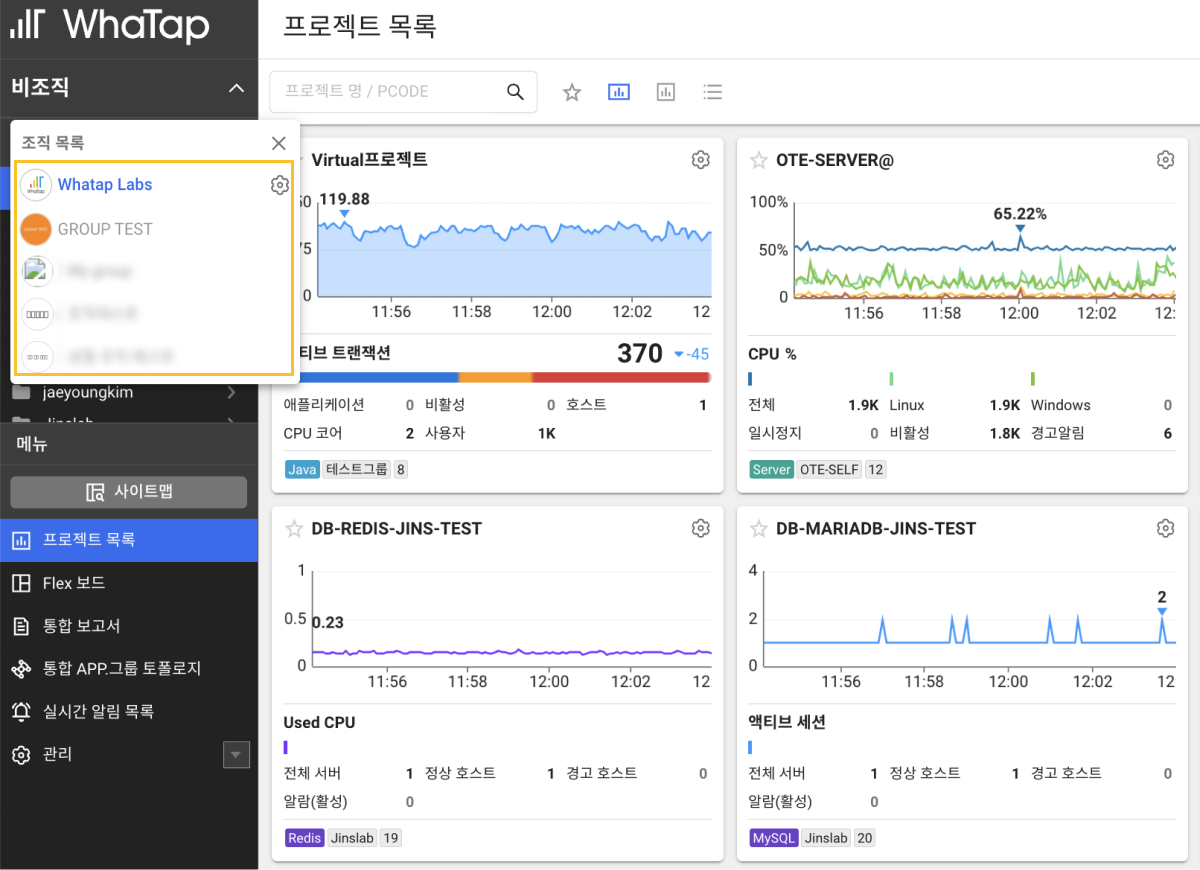 WhaTap
비조직
조직 목록
Whatap Labs
GROUP TEST
jaeyoungkim
메뉴
사이트맵
프로젝트 목록
Flex 보드
통합 보고서
통합 APP.그룹 토폴로지
실시간 알림 목록
관리
프로젝트 목록
프로젝트 명 / PCODE
Virtual프로젝트
119.88
0
11:56 11:58 12:00 12:02 12
티브 트랜잭션 370 -45
애플리케이션 0 비활성 0 호스트 1
CPU 코어 2 사용자 1K
Java 테스트그룹 8
OTE-SERVER@
100%
65.22%
50%
0
11:56 11:58 12:00 12:02 12:
CPU %
전체 1.9K Linux 1.9K Windows 0
일시정지 0 비활성 1.8K 경고알림 6
Server OTE-SELF 12
DB-REDIS-JINS-TEST
1
0.5
0.23
0
11:56 11:58 12:00 12:02 12
Used CPU
전체 서버 1 정상 호스트 1 경고 호스트 0
알람(활성) 0
Redis Jinslab 19
DB-MARIADB-JINS-TEST
4
2
2
0
11:56 11:58 12:00 12:02 12
액티브 세션
전체 서버 1 정상 호스트 1 경고 호스트 0
알람(활성) 0
MySQL Jinslab 20